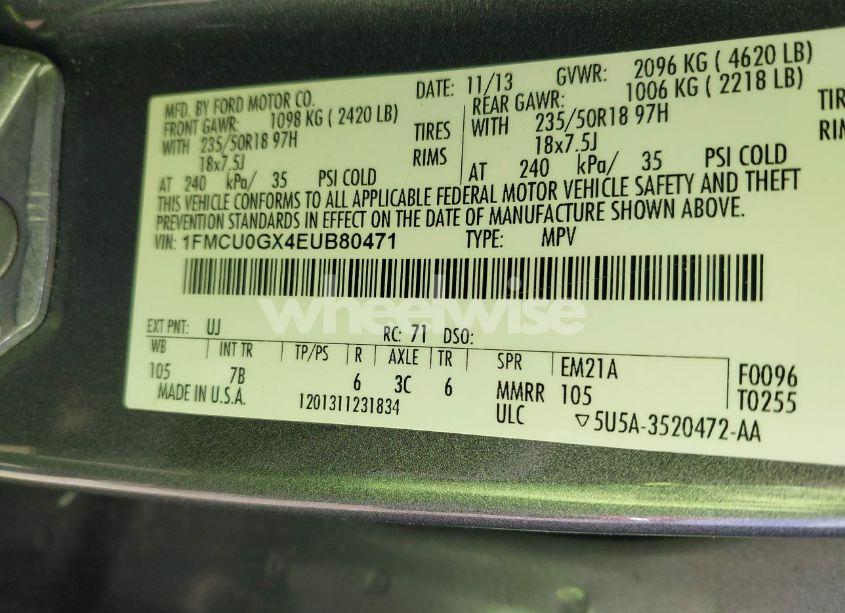 MFD. BY FORD MOTOR CO. DATE: 11/13 GVWR: 2096 KG ( 4620 LB)
FRONT GAWR: 1098 KG ( 2420 LB) REAR GAWR: 1006 KG ( 2218 LB)
WITH 235/50R18 97H TIRES WITH 235/50R18 97H TIRE
18x7.5J RIMS 18x7.5J RIM
AT 240 kPa/ 35 PSI COLD AT 240 kPa/ 35 PSI COLD
THIS VEHICLE CONFORMS TO ALL APPLICABLE FEDERAL MOTOR VEHICLE SAFETY AND THEFT
PREVENTION STANDARDS IN EFFECT ON THE DATE OF MANUFACTURE SHOWN ABOVE.
VIN: 1FMCU0GX4EUB80471 TYPE: MPV
wheelwise
EXT PNT: UJ RC: 71 DSO:
WB INT TR TP/PS R AXLE TR SPR EM21A F0096
105 7B 6 3C 6 MMRR 105 T0255
MADE IN U.S.A. 1201311231834 ULC ▽5U5A-3520472-AA